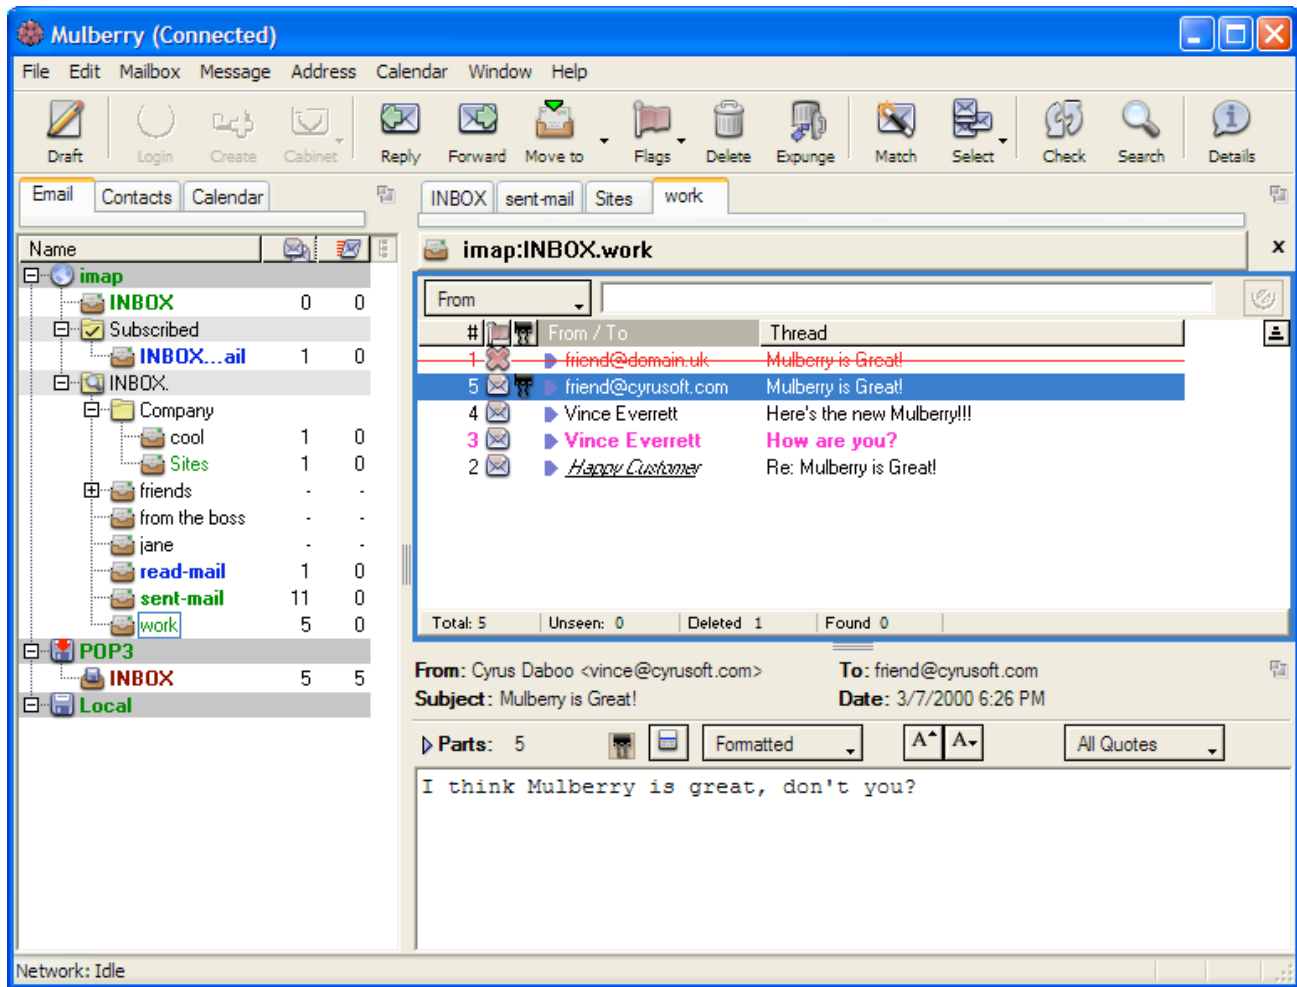 Mulberry (Connected)
File Edit Mailbox Message Address Calendar Window Help
Draft Login Create Cabinet Reply Forward Move to Flags Delete Expunge Match Select Check Search Details
Email Contacts Calendar
Name
imap
INBOX 0 0
Subscribed
INBOX...ail 1 0
INBOX.
Company
cool 1 0
Sites 1 0
friends - -
from the boss - -
jane - -
read-mail 1 0
sent-mail 11 0
work 5 0
POP3
INBOX 5 5
Local
INBOX sent-mail Sites work
imap:INBOX.work x
From
# From / To Thread
1 friend@domain.uk Mulberry is Great!
5 friend@cyrusoft.com Mulberry is Great!
4 Vince Everrett Here's the new Mulberry!!!
3 Vince Everrett How are you?
2 Happy Customer Re: Mulberry is Great!
Total: 5 Unseen: 0 Deleted 1 Found 0
From: Cyrus Daboo <vince@cyrusoft.com> To: friend@cyrusoft.com
Subject: Mulberry is Great! Date: 3/7/2000 6:26 PM
Parts: 5 Formatted A A All Quotes
I think Mulberry is great, don't you?
Network: Idle